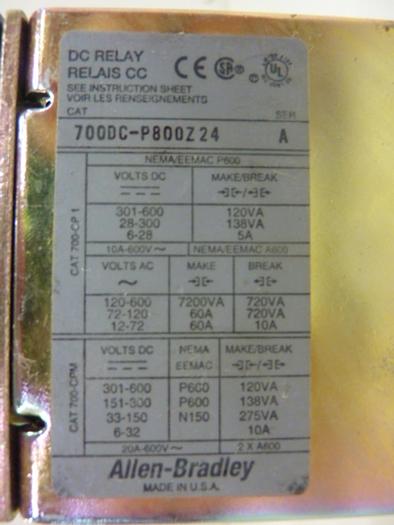 DC RELAY
RELAIS CC
CE SA UL
SEE INSTRUCTION SHEET
VOIR LES RENSEIGNEMENTS
CAT SER
700DC-P800Z24 A
NEMA/EEMAC P600
VOLTS DC MAKE/BREAK
301-600 120VA
28-300 138VA
6-28 5A
CAT 700-CP1
10A-600V~ NEMA/EEMAC A600
VOLTS AC MAKE BREAK
~
120-600 7200VA 720VA
72-120 60A 720VA
12-72 60A 10A
VOLTS DC NEMA MAKE/BREAK
EEMAC
301-600 P600 120VA
151-300 P600 138VA
33-150 N150 275VA
6-32 10A
CAT 700-CPM
20A-600V~ 2 X A600
Allen-Bradley
MADE IN U.S.A.